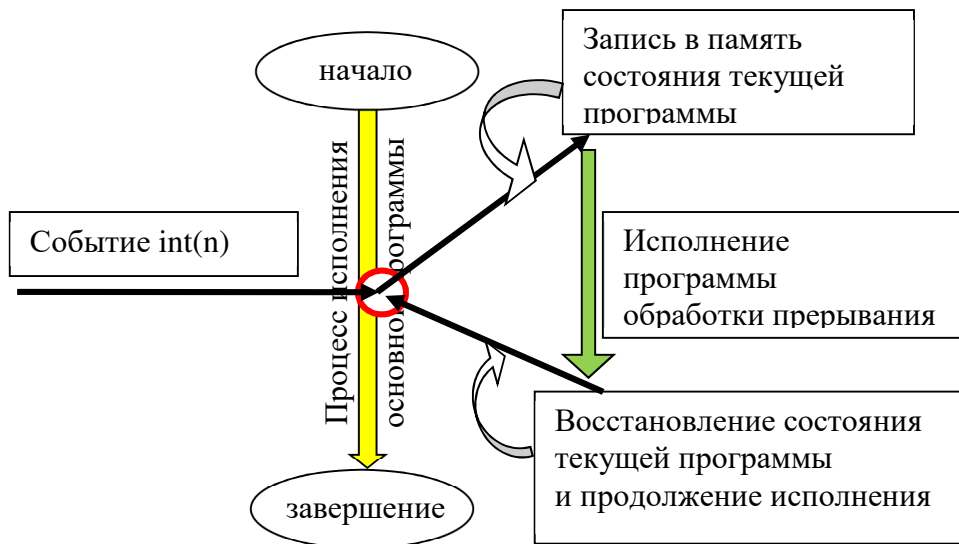 начало
Запись в память
состояния текущей
программы
Процесс исполнения
основной программы
Событие int(n)
Исполнение
программы
обработки прерывания
Восстановление состояния
текущей программы
и продолжение исполнения
завершение